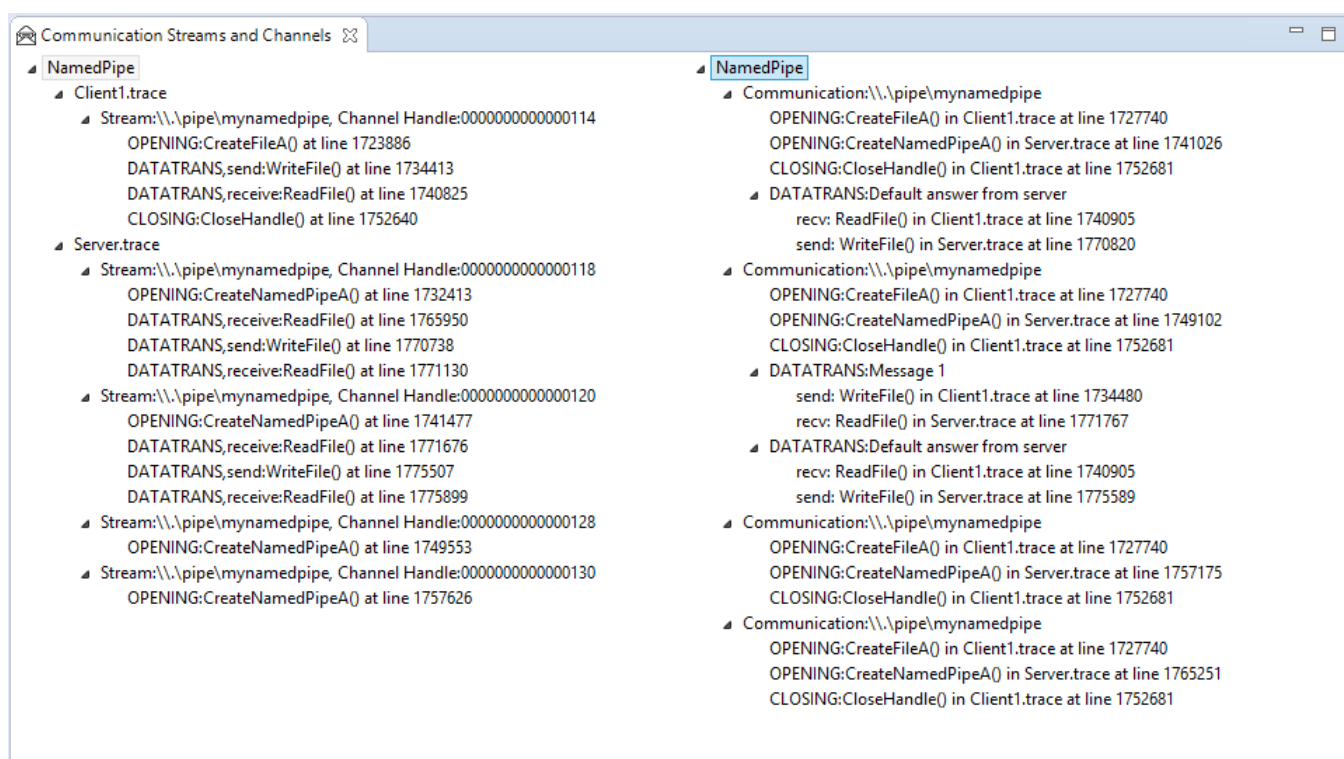 Communication Streams and Channels
NamedPipe
Client1.trace
Stream:\\.\pipe\mynamedpipe, Channel Handle:0000000000000114
OPENING:CreateFileA() at line 1723886
DATATRANS,send:WriteFile() at line 1734413
DATATRANS,receive:ReadFile() at line 1740825
CLOSING:CloseHandle() at line 1752640
Server.trace
Stream:\\.\pipe\mynamedpipe, Channel Handle:0000000000000118
OPENING:CreateNamedPipeA() at line 1732413
DATATRANS,receive:ReadFile() at line 1765950
DATATRANS,send:WriteFile() at line 1770738
DATATRANS,receive:ReadFile() at line 1771130
Stream:\\.\pipe\mynamedpipe, Channel Handle:0000000000000120
OPENING:CreateNamedPipeA() at line 1741477
DATATRANS,receive:ReadFile() at line 1771676
DATATRANS,send:WriteFile() at line 1775507
DATATRANS,receive:ReadFile() at line 1775899
Stream:\\.\pipe\mynamedpipe, Channel Handle:0000000000000128
OPENING:CreateNamedPipeA() at line 1749553
Stream:\\.\pipe\mynamedpipe, Channel Handle:0000000000000130
OPENING:CreateNamedPipeA() at line 1757626
NamedPipe
Communication:\\.\pipe\mynamedpipe
OPENING:CreateFileA() in Client1.trace at line 1727740
OPENING:CreateNamedPipeA() in Server.trace at line 1741026
CLOSING:CloseHandle() in Client1.trace at line 1752681
DATATRANS:Default answer from server
recv: ReadFile() in Client1.trace at line 1740905
send: WriteFile() in Server.trace at line 1770820
Communication:\\.\pipe\mynamedpipe
OPENING:CreateFileA() in Client1.trace at line 1727740
OPENING:CreateNamedPipeA() in Server.trace at line 1749102
CLOSING:CloseHandle() in Client1.trace at line 1752681
DATATRANS:Message 1
send: WriteFile() in Client1.trace at line 1734480
recv: ReadFile() in Server.trace at line 1771767
DATATRANS:Default answer from server
recv: ReadFile() in Client1.trace at line 1740905
send: WriteFile() in Server.trace at line 1775589
Communication:\\.\pipe\mynamedpipe
OPENING:CreateFileA() in Client1.trace at line 1727740
OPENING:CreateNamedPipeA() in Server.trace at line 1757175
CLOSING:CloseHandle() in Client1.trace at line 1752681
Communication:\\.\pipe\mynamedpipe
OPENING:CreateFileA() in Client1.trace at line 1727740
OPENING:CreateNamedPipeA() in Server.trace at line 1765251
CLOSING:CloseHandle() in Client1.trace at line 1752681